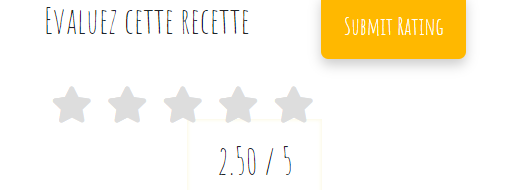 Evaluez cette recette
Submit Rating
2.50 / 5